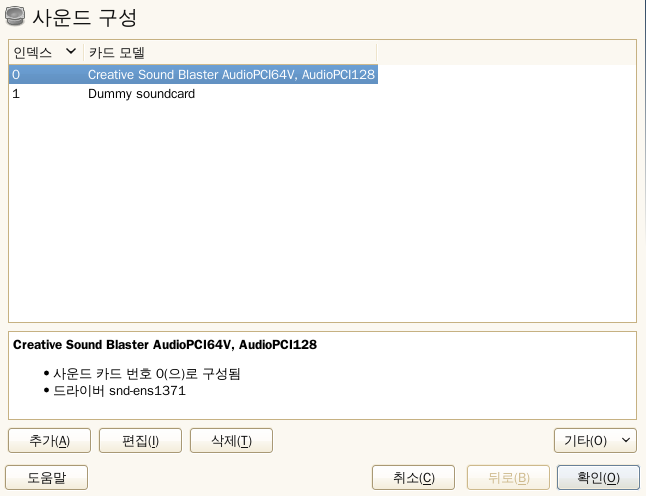 사운드 구성
인덱스 카드 모델
0 Creative Sound Blaster AudioPCI64V, AudioPCI128
1 Dummy soundcard
Creative Sound Blaster AudioPCI64V, AudioPCI128
• 사운드 카드 번호 0(으)로 구성됨
• 드라이버 snd-ens1371
추가(A) 편집(I) 삭제(T) 기타(O)
도움말 취소(C) 뒤로(B) 확인(O)